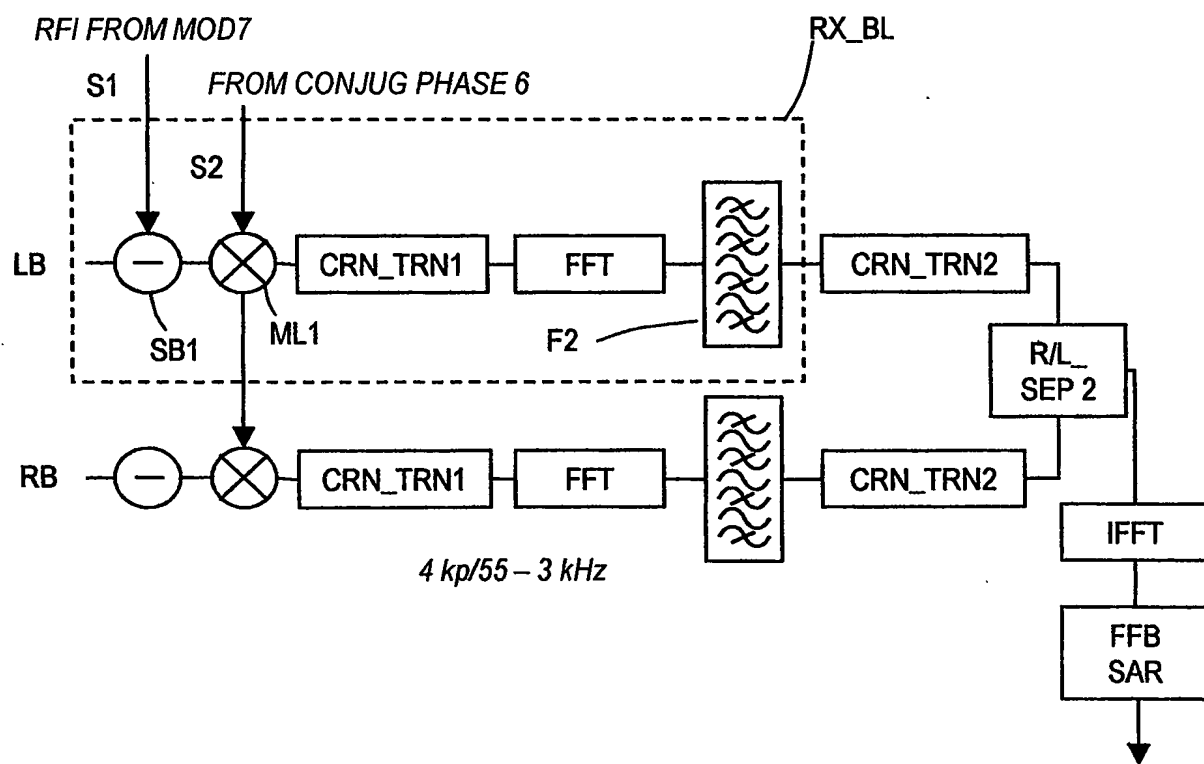 RFI FROM MOD7
RX_BL
S1
FROM CONJUG PHASE 6
S2
LB
−
CRN_TRN1
FFT
CRN_TRN2
SB1
ML1
F2
R/L_
SEP 2
RB
−
CRN_TRN1
FFT
CRN_TRN2
4 kp/55 – 3 kHz
IFFT
FFB
SAR